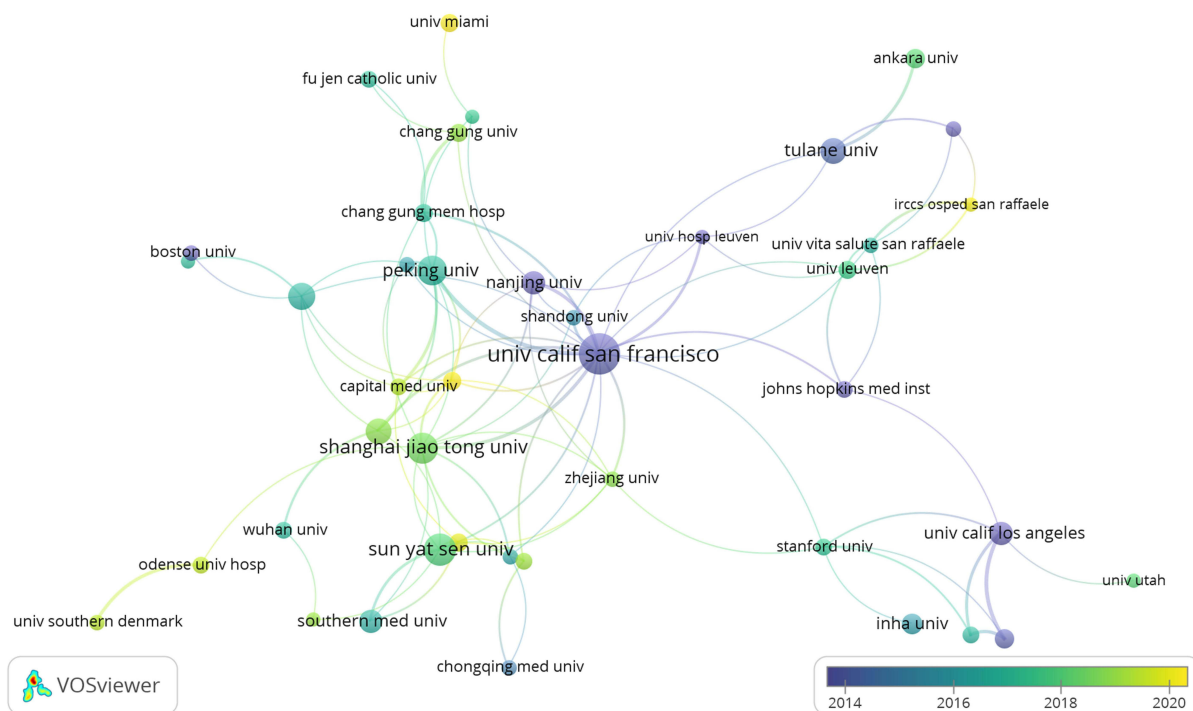 univ miami
ankara univ
fu jen catholic univ
chang gung univ
tulane univ
irccs osped san raffaele
chang gung mem hosp
univ hosp leuven
univ vita salute san raffaele
boston univ
peking univ
univ leuven
nanjing univ
shandong univ
univ calif san francisco
capital med univ
johns hopkins med inst
shanghai jiao tong univ
zhejiang univ
wuhan univ
univ calif los angeles
sun yat sen univ
stanford univ
odense univ hosp
univ utah
univ southern denmark
southern med univ
inha univ
chongqing med univ
VOSviewer
2014
2016
2018
2020